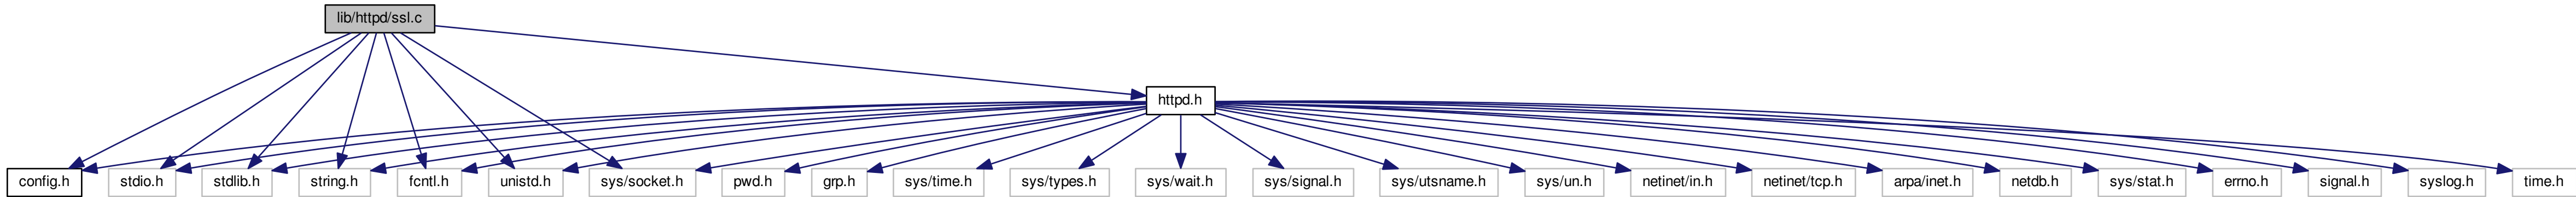 lib/httpd/ssl.c
httpd.h
config.h
stdio.h
stdlib.h
string.h
fcntl.h
unistd.h
sys/socket.h
pwd.h
grp.h
sys/time.h
sys/types.h
sys/wait.h
sys/signal.h
sys/utsname.h
sys/un.h
netinet/in.h
netinet/tcp.h
arpa/inet.h
netdb.h
sys/stat.h
errno.h
signal.h
syslog.h
time.h